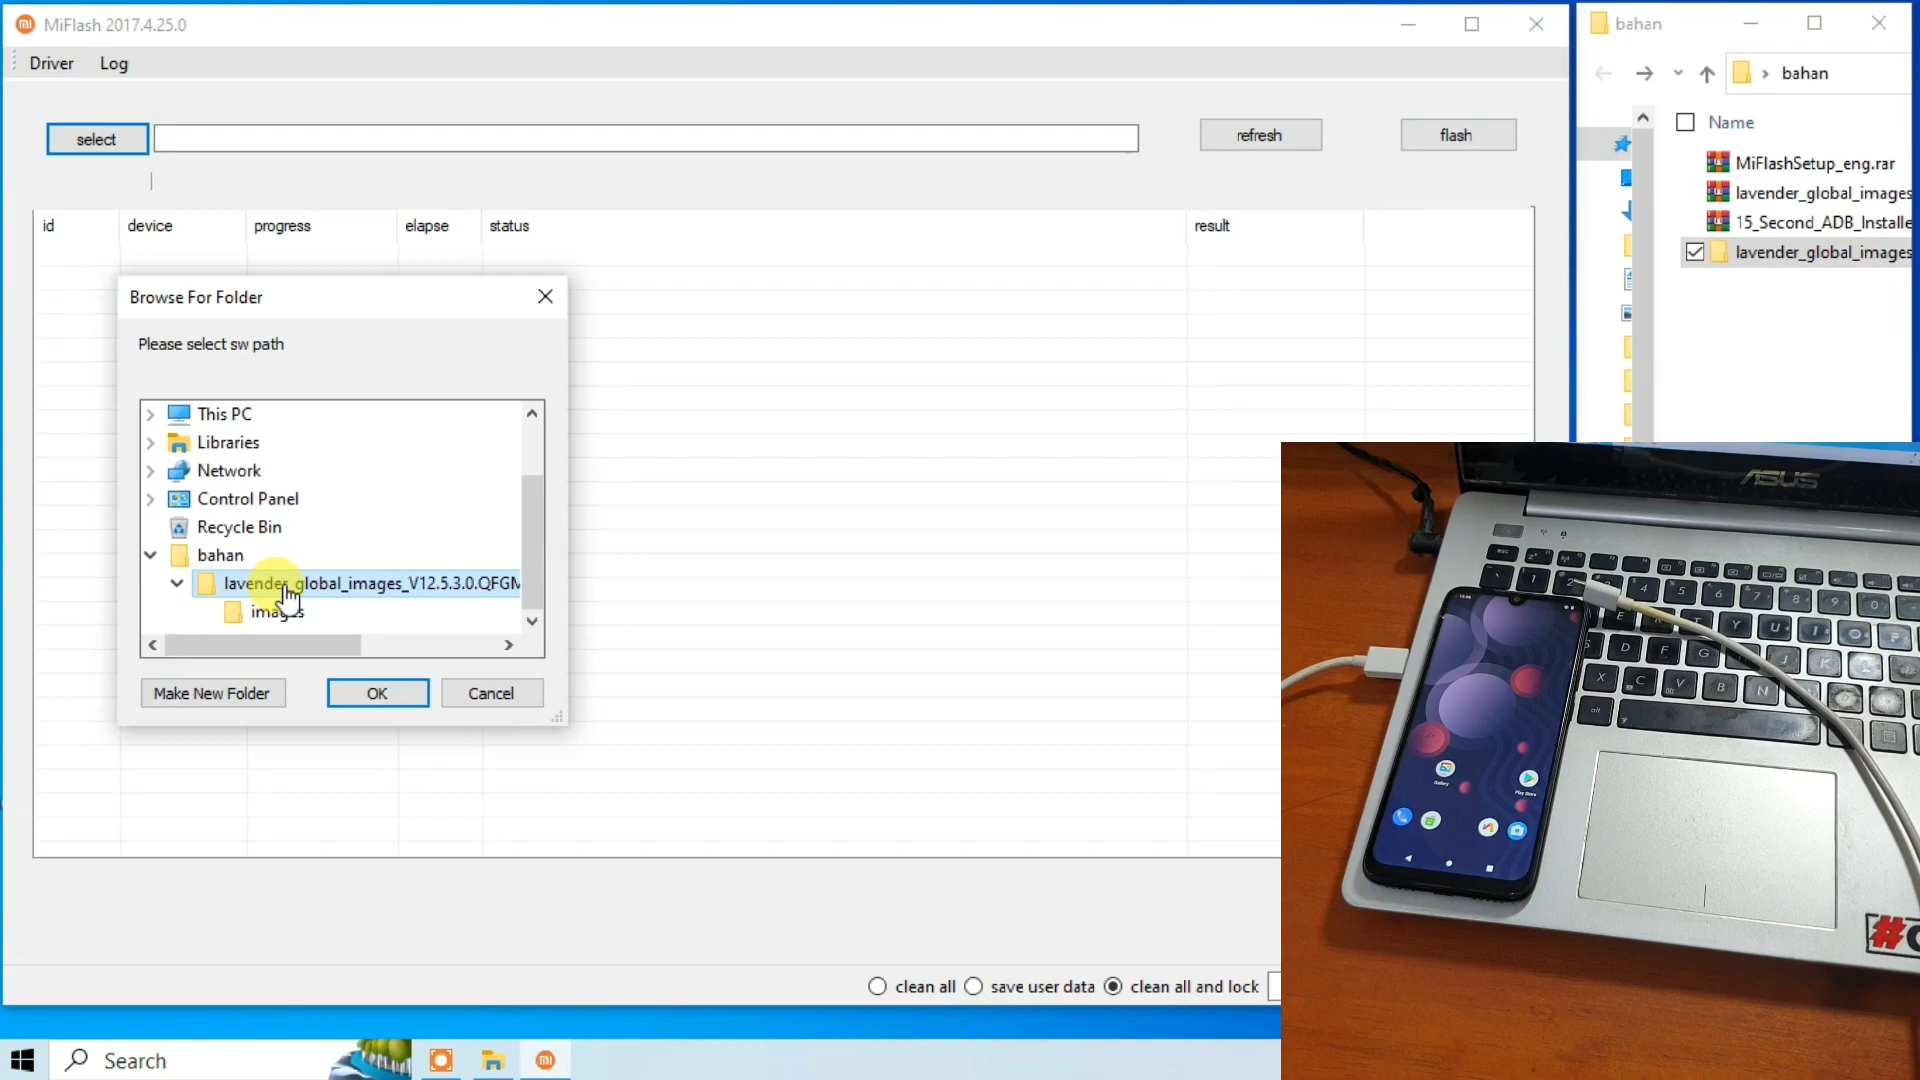 MiFlash 2017.4.25.0
Driver Log
select
refresh
flash
id device progress elapse status result
Browse For Folder
Please select sw path
This PC
Libraries
Network
Control Panel
Recycle Bin
bahan
lavender_global_images_V12.5.3.0.QFGM
images
Make New Folder
OK
Cancel
clean all
save user data
clean all and lock
Search
bahan
bahan
Name
MiFlashSetup_eng.rar
lavender_global_images
15_Second_ADB_Installe
lavender_global_images
ASUS